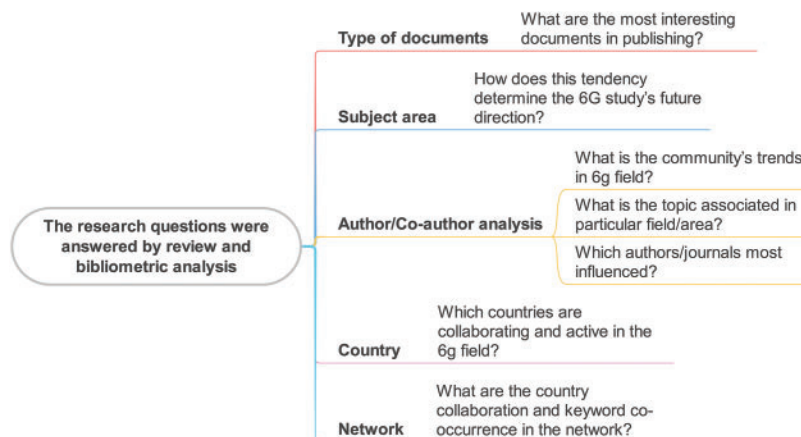 What are the most interesting
documents in publishing?
Type of documents
How does this tendency
determine the 6G study's future
direction?
Subject area
The research questions were
answered by review and
bibliometric analysis
Author/Co-author analysis
What is the community's trends
in 6g field?
What is the topic associated in
particular field/area?
Which authors/journals most
influenced?
Which countries are
collaborating and active in the
6g field?
Country
What are the country
collaboration and keyword co-
occurrence in the network?
Network